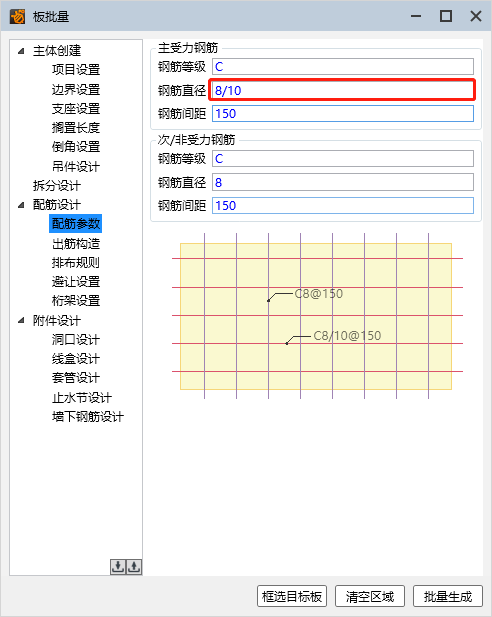 板批量
主体创建
项目设置
边界设置
支座设置
搁置长度
倒角设置
吊件设计
拆分设计
配筋设计
配筋参数
出筋构造
排布规则
避让设置
桁架设置
附件设计
洞口设计
线盒设计
套管设计
止水节设计
墙下钢筋设计
主受力钢筋
钢筋等级 C
钢筋直径 8/10
钢筋间距 150
次/非受力钢筋
钢筋等级 C
钢筋直径 8
钢筋间距 150
C8@150
C8/10@150
框选目标板 清空区域 批量生成